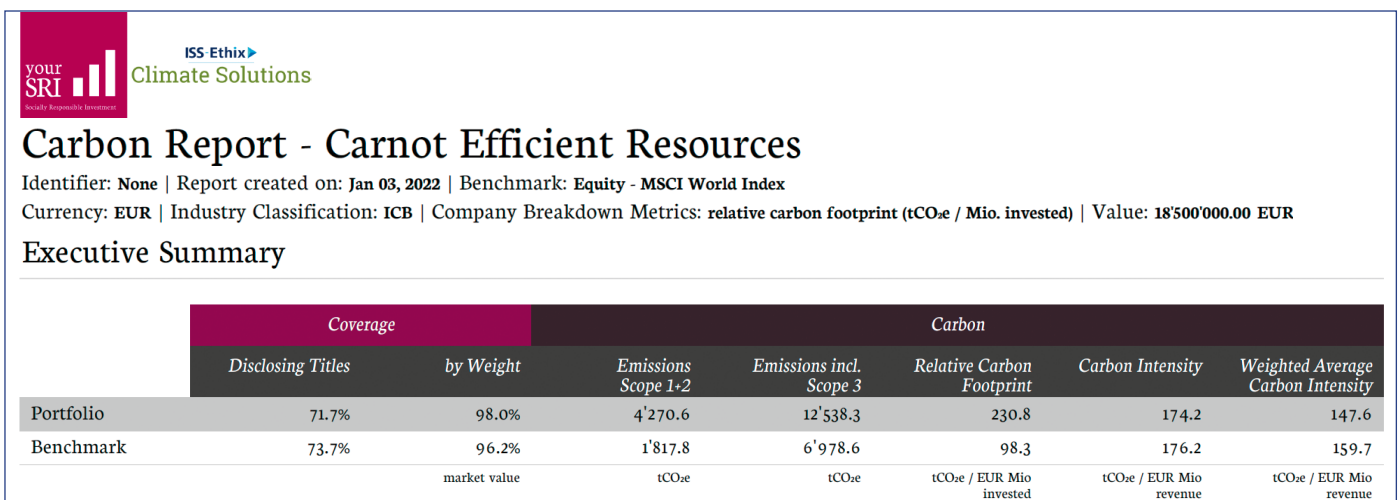 your
SRI
Socially Responsible Investment
ISS-Ethix
Climate Solutions
Carbon Report - Carnot Efficient Resources
Identifier: None | Report created on: Jan 03, 2022 | Benchmark: Equity - MSCI World Index
Currency: EUR | Industry Classification: ICB | Company Breakdown Metrics: relative carbon footprint (tCO₂e / Mio. invested) | Value: 18'500'000.00 EUR
Executive Summary
Coverage Carbon
Disclosing Titles by Weight Emissions Scope 1+2 Emissions incl. Scope 3 Relative Carbon Footprint Carbon Intensity Weighted Average Carbon Intensity
Portfolio 71.7% 98.0% 4'270.6 12'538.3 230.8 174.2 147.6
Benchmark 73.7% 96.2% 1'817.8 6'978.6 98.3 176.2 159.7
market value tCO₂e tCO₂e tCO₂e / EUR Mio invested tCO₂e / EUR Mio revenue tCO₂e / EUR Mio revenue